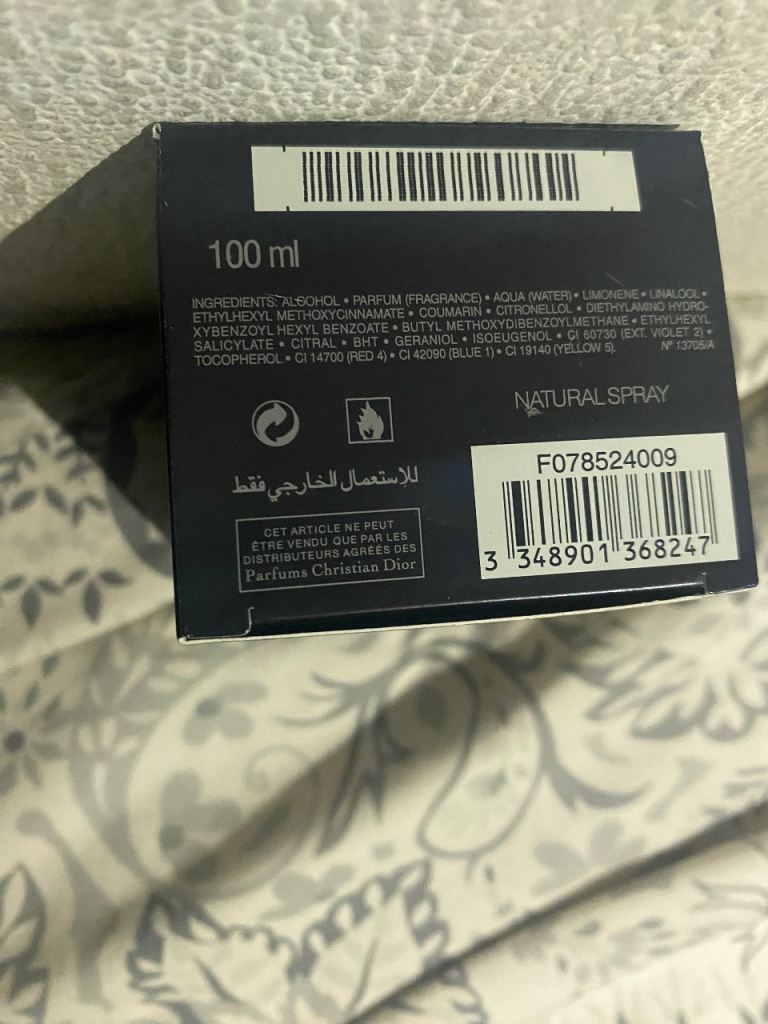 100 ml
INGREDIENTS: ALCOHOL • PARFUM (FRAGRANCE) • AQUA (WATER) • LIMONENE • LINALOOL •
ETHYLHEXYL METHOXYCINNAMATE • COUMARIN • CITRONELLOL • DIETHYLAMINO HYDRO-
XYBENZOYL HEXYL BENZOATE • BUTYL METHOXYDIBENZOYLMETHANE • ETHYLHEXYL
SALICYLATE • CITRAL • BHT • GERANIOL • ISOEUGENOL • CI 60730 (EXT. VIOLET 2) •
TOCOPHEROL • CI 14700 (RED 4) • CI 42090 (BLUE 1) • CI 19140 (YELLOW 5). N° 13705/A
NATURAL SPRAY
للاستعمال الخارجي فقط
CET ARTICLE NE PEUT
ÊTRE VENDU QUE PAR LES
DISTRIBUTEURS AGRÉÉS DES
Parfums Christian Dior
F078524009
3 348901 368247